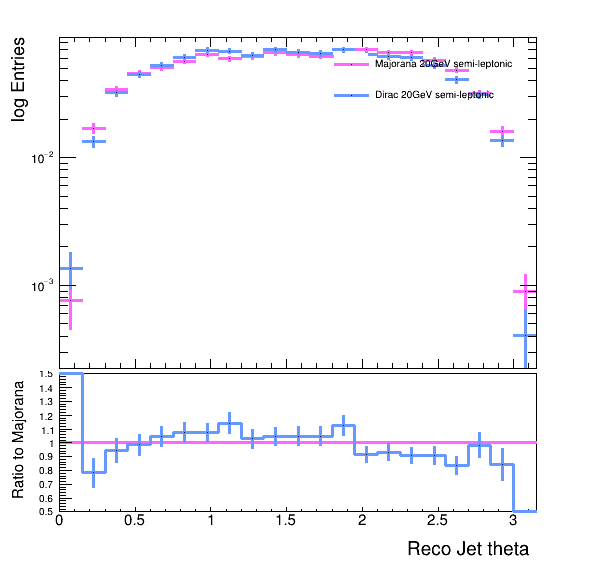 log Entries
Majorana 20GeV semi-leptonic
Dirac 20GeV semi-leptonic
10⁻²
10⁻³
Ratio to Majorana
1.5
1.4
1.3
1.2
1.1
1
0.9
0.8
0.7
0.6
0.5
0 0.5 1 1.5 2 2.5 3
Reco Jet theta